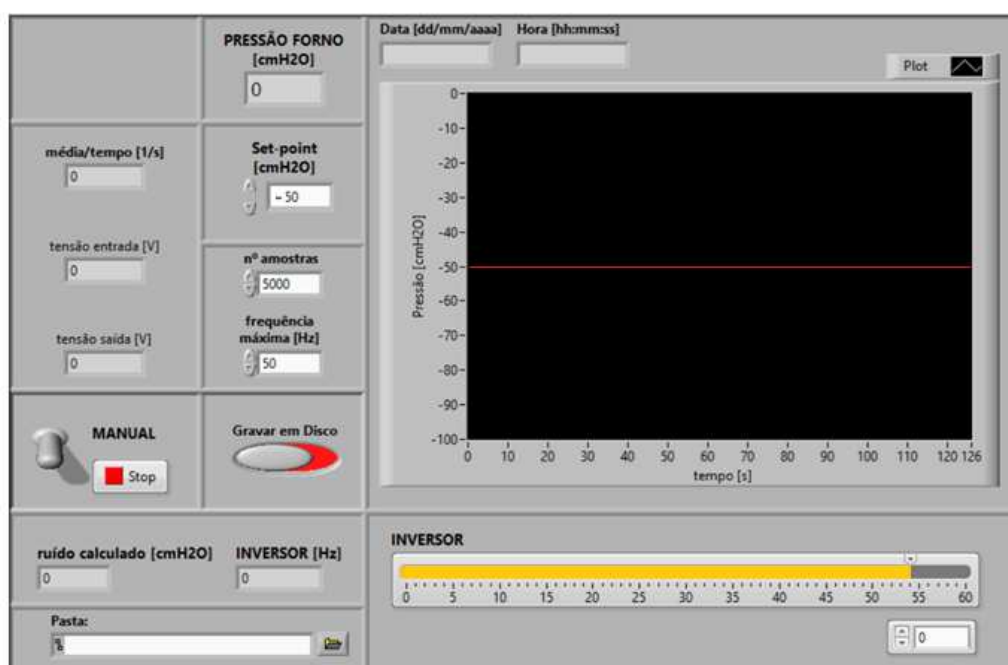 PRESSÃO FORNO
[cmH2O]
0
Data [dd/mm/aaaa]
Hora [hh:mm:ss]
Plot
média/tempo [1/s]
0
Set-point
[cmH2O]
- 50
tensão entrada [V]
0
nº amostras
5000
tensão saída [V]
0
frequência
máxima [Hz]
50
Pressão [cmH2O]
0
-10
-20
-30
-40
-50
-60
-70
-80
-90
-100
0 10 20 30 40 50 60 70 80 90 100 110 120 126
tempo [s]
MANUAL
Stop
Gravar em Disco
ruído calculado [cmH2O]
0
INVERSOR [Hz]
0
INVERSOR
0 5 10 15 20 25 30 35 40 45 50 55 60
0
Pasta: